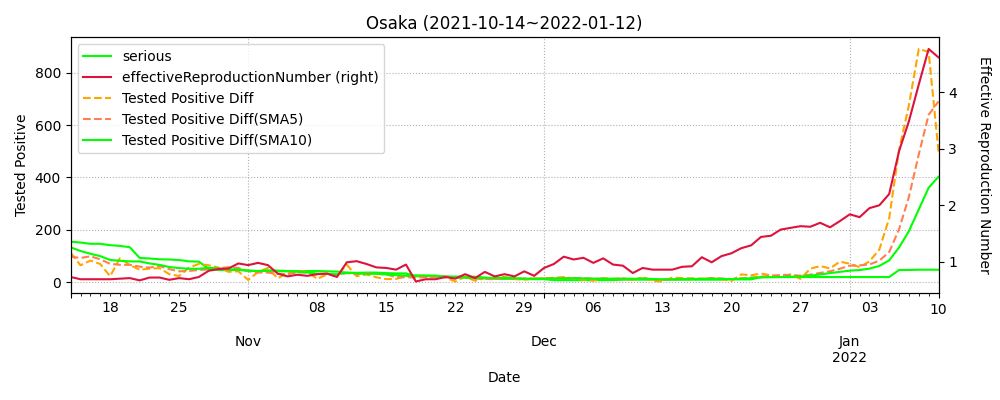 Osaka (2021-10-14~2022-01-12)
serious
effectiveReproductionNumber (right)
Tested Positive Diff
Tested Positive Diff(SMA5)
Tested Positive Diff(SMA10)
Tested Positive
800
600
400
200
0
4
3
2
1
Effective Reproduction Number
18 25 08 15 22 29 06 13 20 27 03 10
Nov Dec Jan
2022
Date